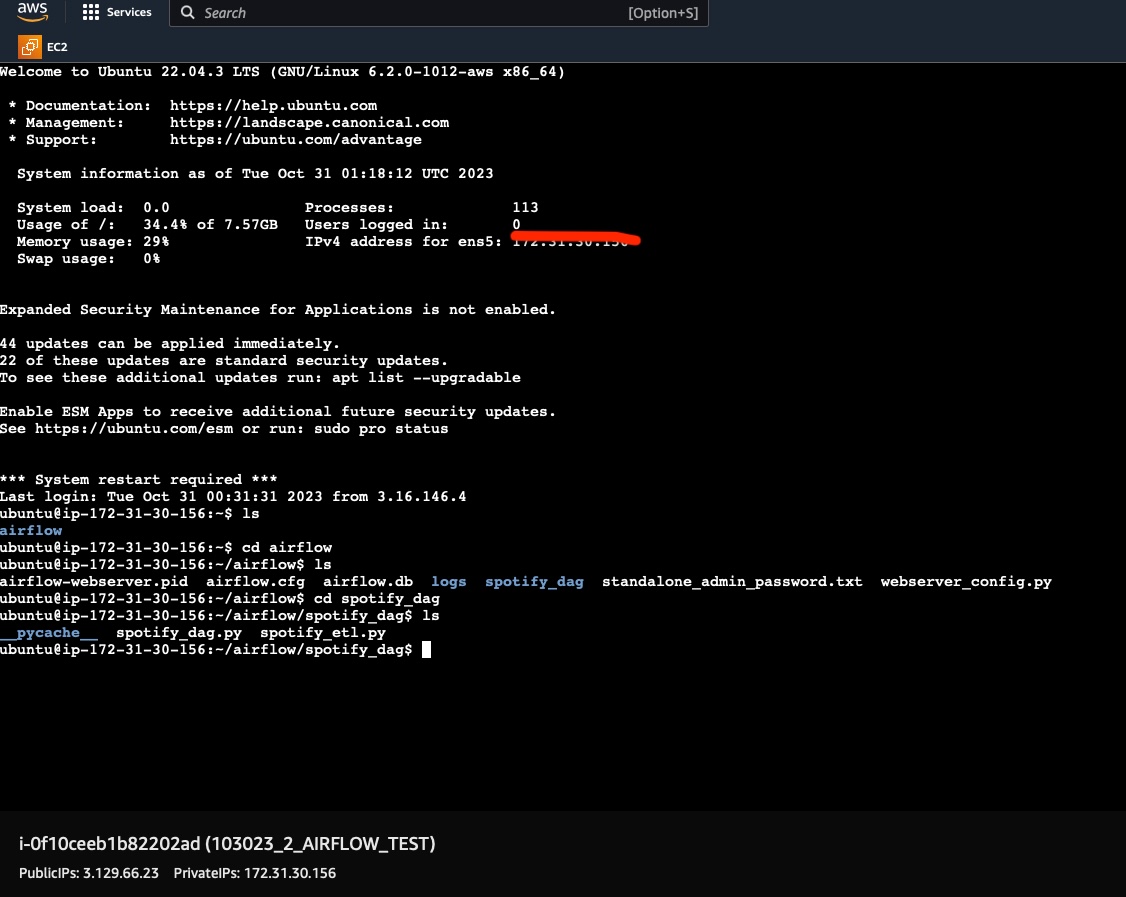 aws Services Search [Option+S]
EC2
Welcome to Ubuntu 22.04.3 LTS (GNU/Linux 6.2.0-1012-aws x86_64)
* Documentation: https://help.ubuntu.com
* Management: https://landscape.canonical.com
* Support: https://ubuntu.com/advantage
System information as of Tue Oct 31 01:18:12 UTC 2023
System load: 0.0 Processes: 113
Usage of /: 34.4% of 7.57GB Users logged in: 0
Memory usage: 29% IPv4 address for ens5:
Swap usage: 0%
Expanded Security Maintenance for Applications is not enabled.
44 updates can be applied immediately.
22 of these updates are standard security updates.
To see these additional updates run: apt list --upgradable
Enable ESM Apps to receive additional future security updates.
See https://ubuntu.com/esm or run: sudo pro status
*** System restart required ***
Last login: Tue Oct 31 00:31:31 2023 from 3.16.146.4
ubuntu@ip-172-31-30-156:~$ ls
airflow
ubuntu@ip-172-31-30-156:~$ cd airflow
ubuntu@ip-172-31-30-156:~/airflow$ ls
airflow-webserver.pid airflow.cfg airflow.db logs spotify_dag standalone_admin_password.txt webserver_config.py
ubuntu@ip-172-31-30-156:~/airflow$ cd spotify_dag
ubuntu@ip-172-31-30-156:~/airflow/spotify_dag$ ls
__pycache__ spotify_dag.py spotify_etl.py
ubuntu@ip-172-31-30-156:~/airflow/spotify_dag$
i-0f10ceeb1b82202ad (103023_2_AIRFLOW_TEST)
PublicIPs: 3.129.66.23 PrivateIPs: 172.31.30.156